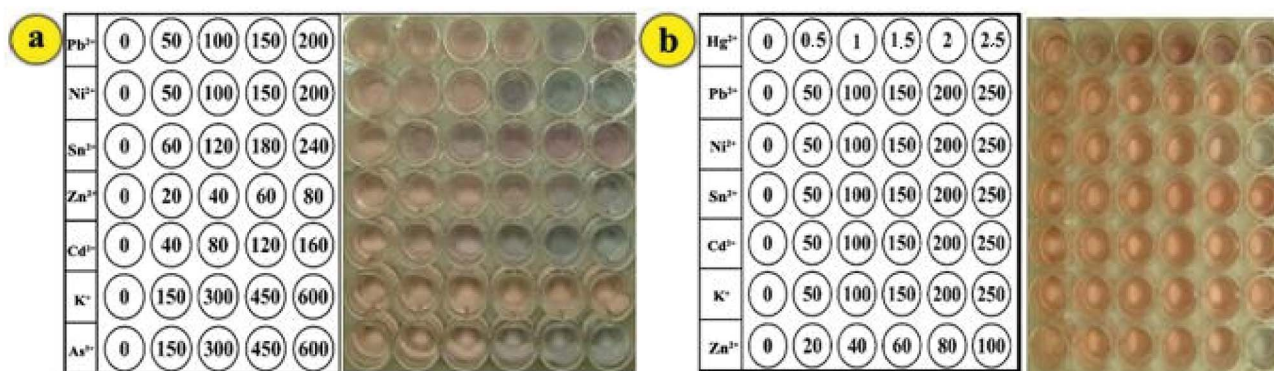 a
Pb²⁺ 0 50 100 150 200
Ni²⁺ 0 50 100 150 200
Sn²⁺ 0 60 120 180 240
Zn²⁺ 0 20 40 60 80
Cd²⁺ 0 40 80 120 160
K⁺ 0 150 300 450 600
As³⁺ 0 150 300 450 600
b
Hg²⁺ 0 0.5 1 1.5 2 2.5
Pb²⁺ 0 50 100 150 200 250
Ni²⁺ 0 50 100 150 200 250
Sn²⁺ 0 50 100 150 200 250
Cd²⁺ 0 50 100 150 200 250
K⁺ 0 50 100 150 200 250
Zn²⁺ 0 20 40 60 80 100